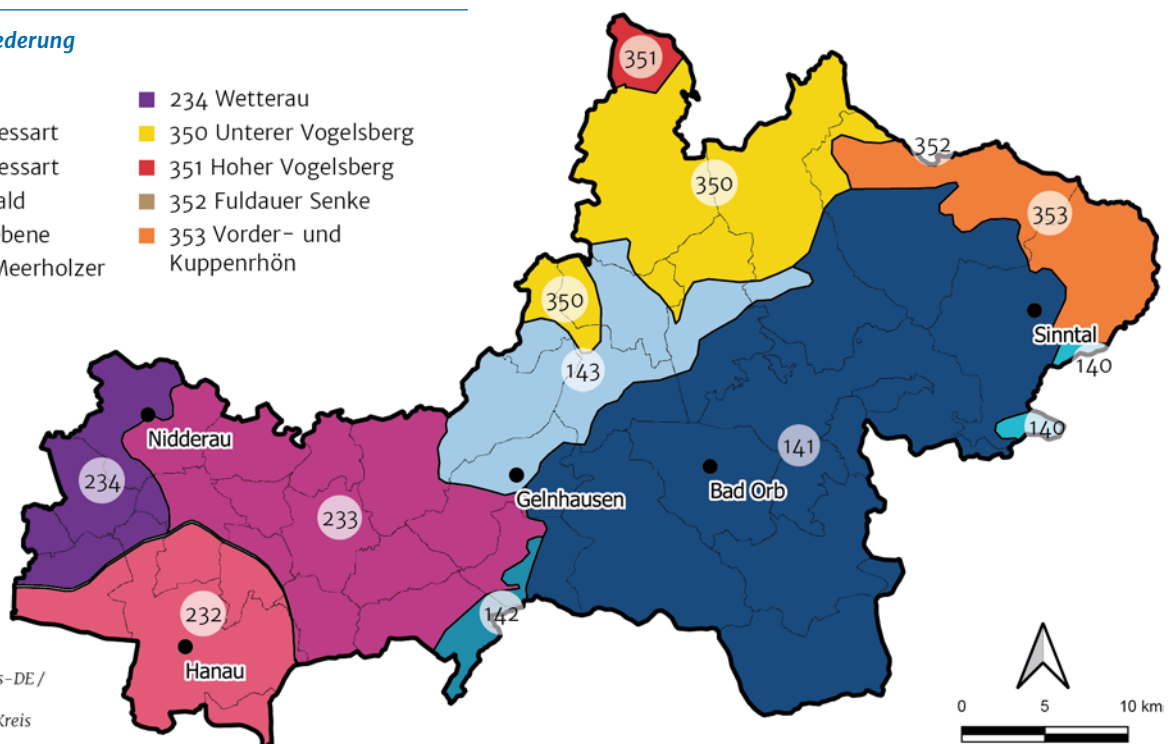 ederung
essart
essart
ald
ebene
Meerholzer
234 Wetterau
350 Unterer Vogelsberg
351 Hoher Vogelsberg
352 Fuldauer Senke
353 Vorder- und
Kuppenrhön
351
350
352
353
350
143
Sinntal
140
140
Nidderau
234
141
Bad Orb
Gelnhausen
233
142
232
Hanau
s-DE /
Kreis
0 5 10 km